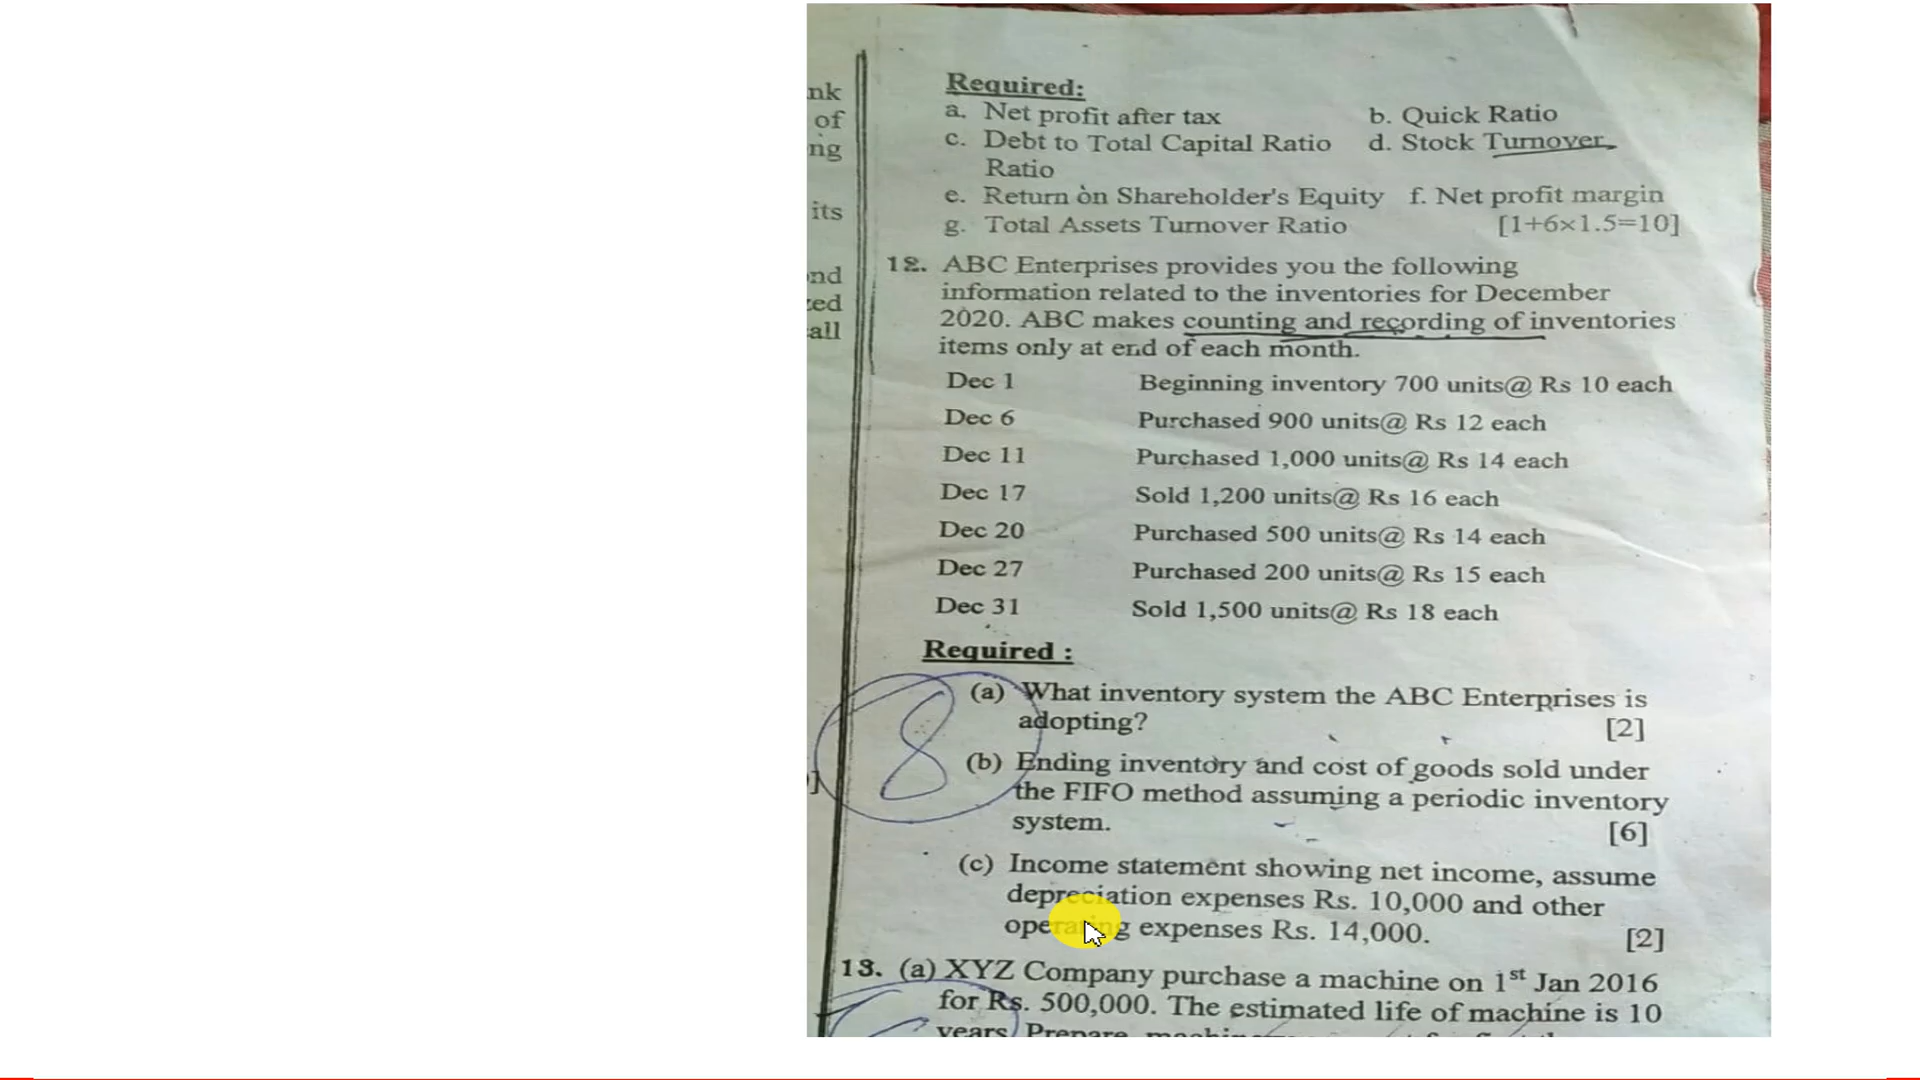 nk
of
ng
its
nd
ed
all
Required:
a. Net profit after tax b. Quick Ratio
c. Debt to Total Capital Ratio d. Stock Turnover
Ratio
e. Return on Shareholder's Equity f. Net profit margin
g. Total Assets Turnover Ratio [1+6×1.5=10]
12. ABC Enterprises provides you the following
information related to the inventories for December
2020. ABC makes counting and recording of inventories
items only at end of each month.
Dec 1 Beginning inventory 700 units@ Rs 10 each
Dec 6 Purchased 900 units@ Rs 12 each
Dec 11 Purchased 1,000 units@ Rs 14 each
Dec 17 Sold 1,200 units@ Rs 16 each
Dec 20 Purchased 500 units@ Rs 14 each
Dec 27 Purchased 200 units@ Rs 15 each
Dec 31 Sold 1,500 units@ Rs 18 each
Required :
8
(a) What inventory system the ABC Enterprises is
adopting? [2]
(b) Ending inventory and cost of goods sold under
the FIFO method assuming a periodic inventory
system. [6]
(c) Income statement showing net income, assume
depreciation expenses Rs. 10,000 and other
operating expenses Rs. 14,000. [2]
13. (a) XYZ Company purchase a machine on 1st Jan 2016
for Rs. 500,000. The estimated life of machine is 10
years) Prepare